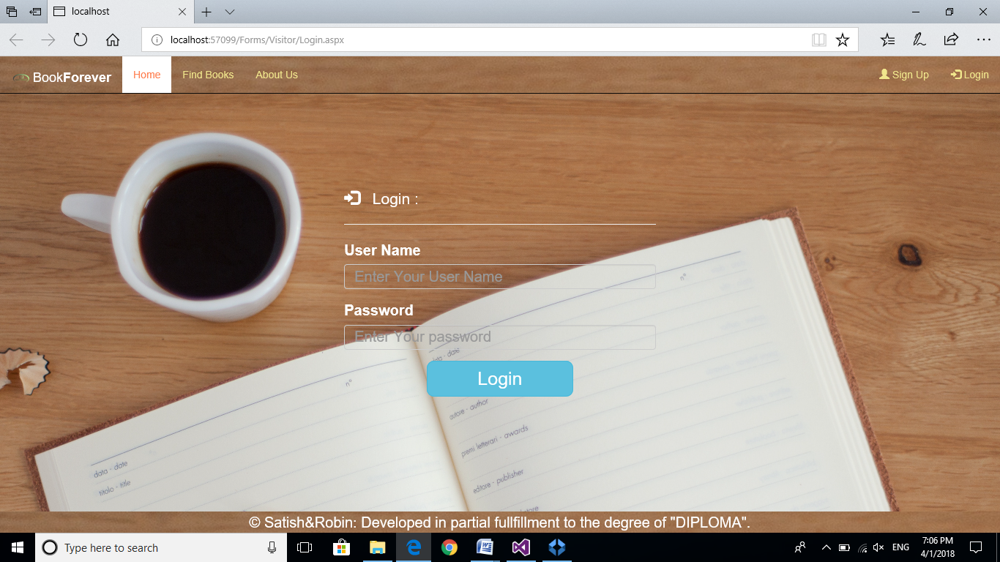 localhost
localhost:57099/Forms/Visitor/Login.aspx
BookForever Home Find Books About Us Sign Up Login
Login :
User Name
Enter Your User Name
Password
Enter Your password
Login
n°
data · date
autore · author
premi letterari · awards
editore · publisher
n°
data · date
titolo · title
© Satish&Robin: Developed in partial fullfillment to the degree of "DIPLOMA".
Type here to search
ENG
7:06 PM
4/1/2018